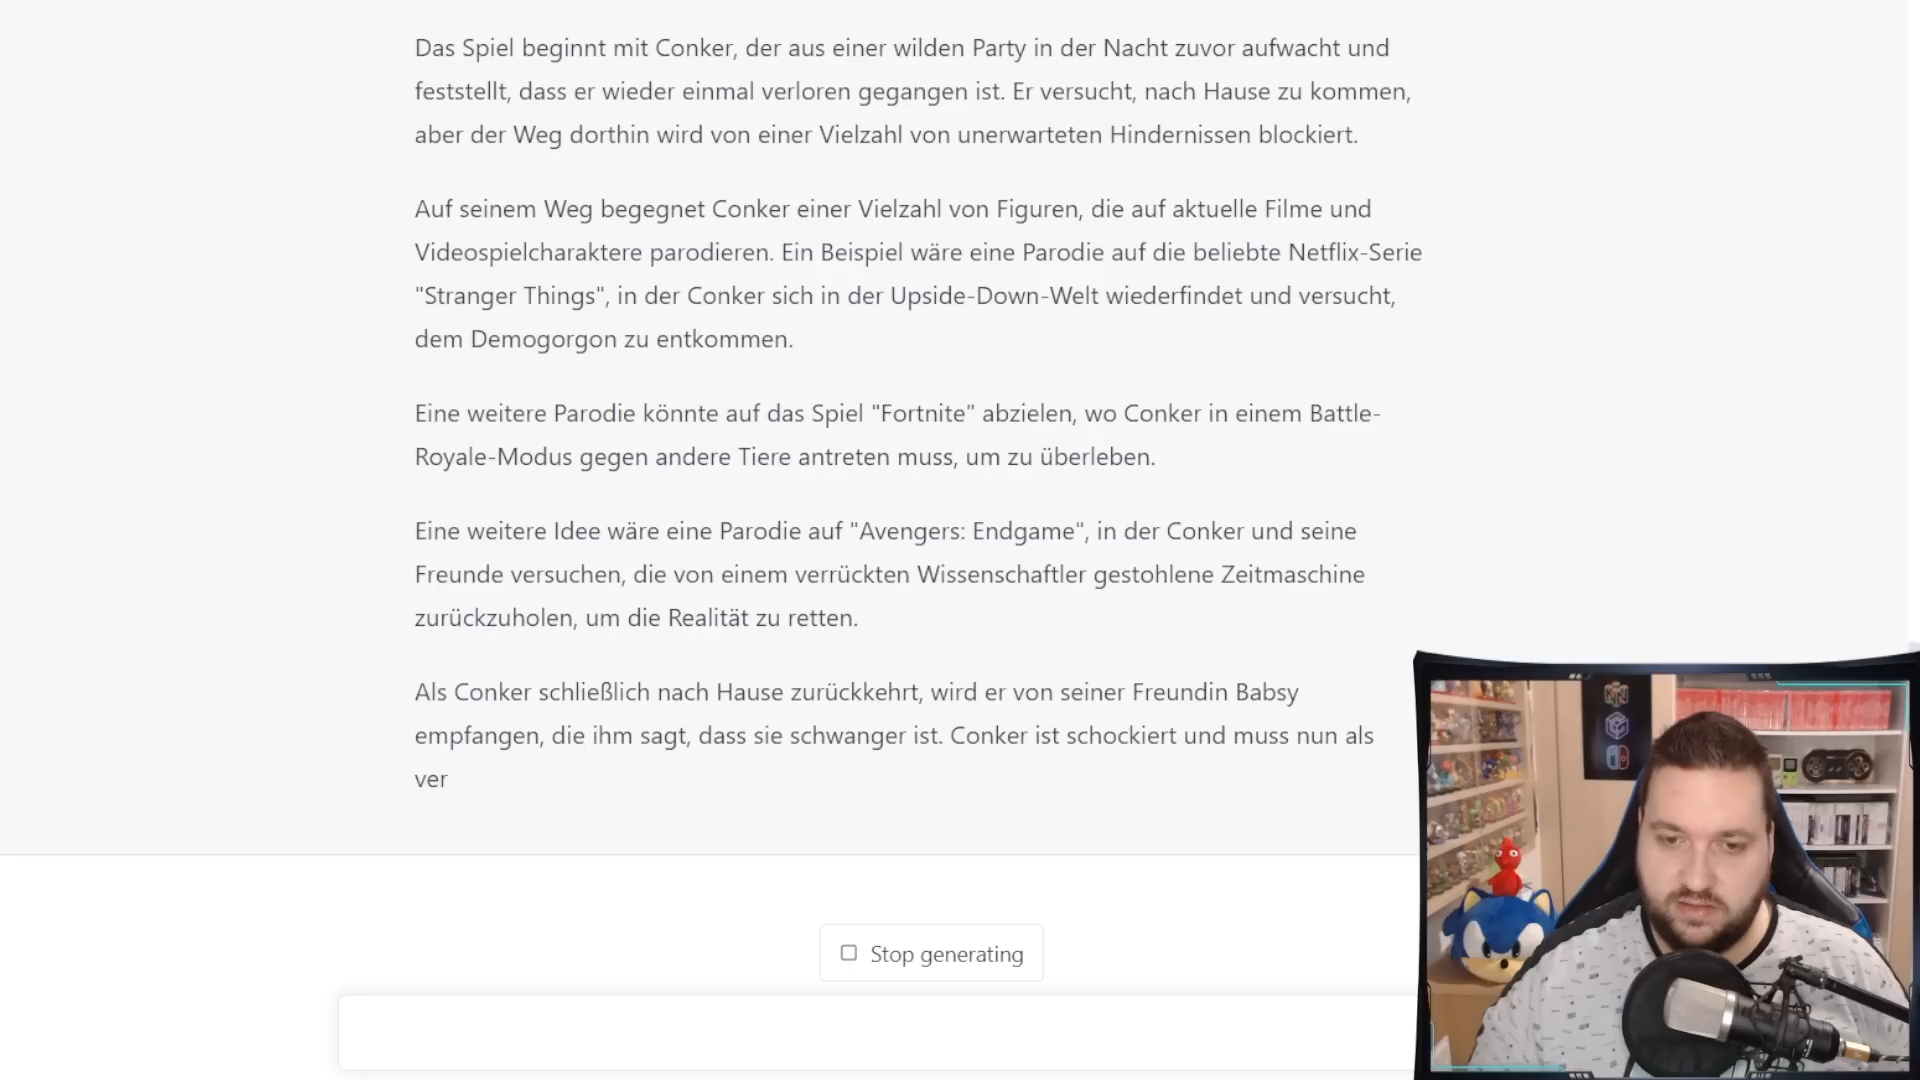 Das Spiel beginnt mit Conker, der aus einer wilden Party in der Nacht zuvor aufwacht und
feststellt, dass er wieder einmal verloren gegangen ist. Er versucht, nach Hause zu kommen,
aber der Weg dorthin wird von einer Vielzahl von unerwarteten Hindernissen blockiert.
Auf seinem Weg begegnet Conker einer Vielzahl von Figuren, die auf aktuelle Filme und
Videospielcharaktere parodieren. Ein Beispiel wäre eine Parodie auf die beliebte Netflix-Serie
"Stranger Things", in der Conker sich in der Upside-Down-Welt wiederfindet und versucht,
dem Demogorgon zu entkommen.
Eine weitere Parodie könnte auf das Spiel "Fortnite" abzielen, wo Conker in einem Battle-
Royale-Modus gegen andere Tiere antreten muss, um zu überleben.
Eine weitere Idee wäre eine Parodie auf "Avengers: Endgame", in der Conker und seine
Freunde versuchen, die von einem verrückten Wissenschaftler gestohlene Zeitmaschine
zurückzuholen, um die Realität zu retten.
Als Conker schließlich nach Hause zurückkehrt, wird er von seiner Freundin Babsy
empfangen, die ihm sagt, dass sie schwanger ist. Conker ist schockiert und muss nun als
ver
Stop generating